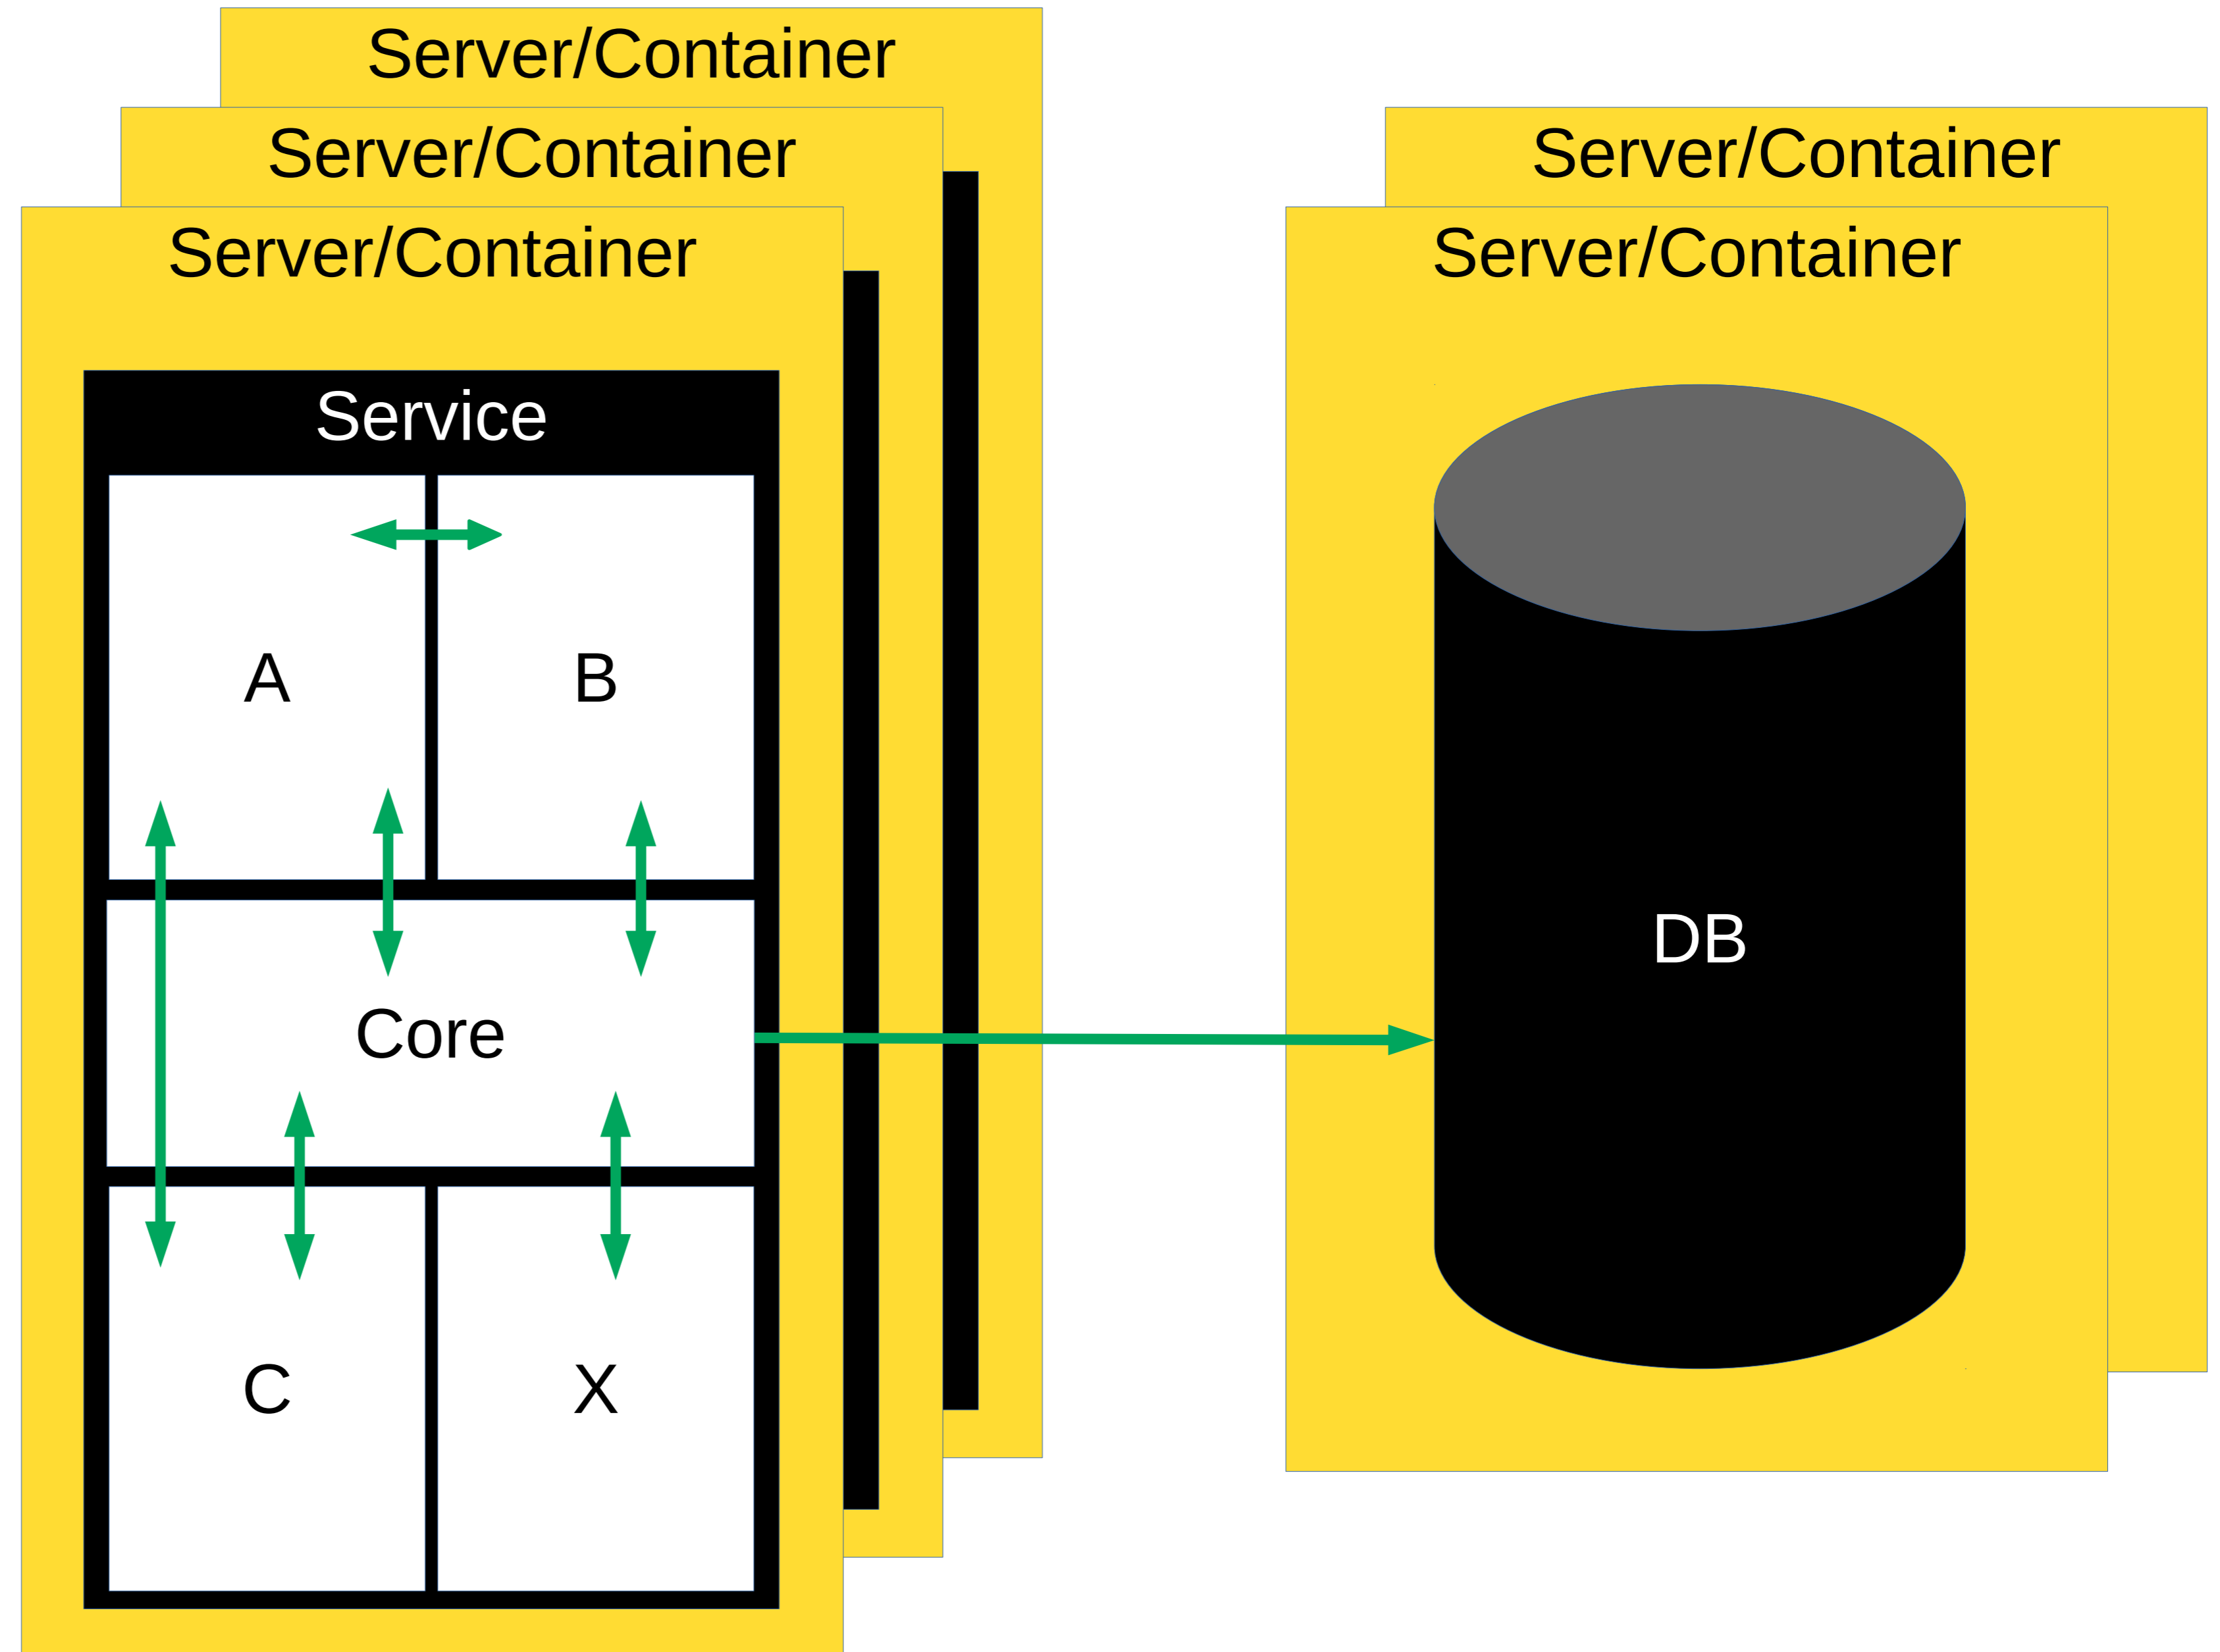 Server/Container
Server/Container
Server/Container
Service
A
B
Core
C
X
Server/Container
Server/Container
DB